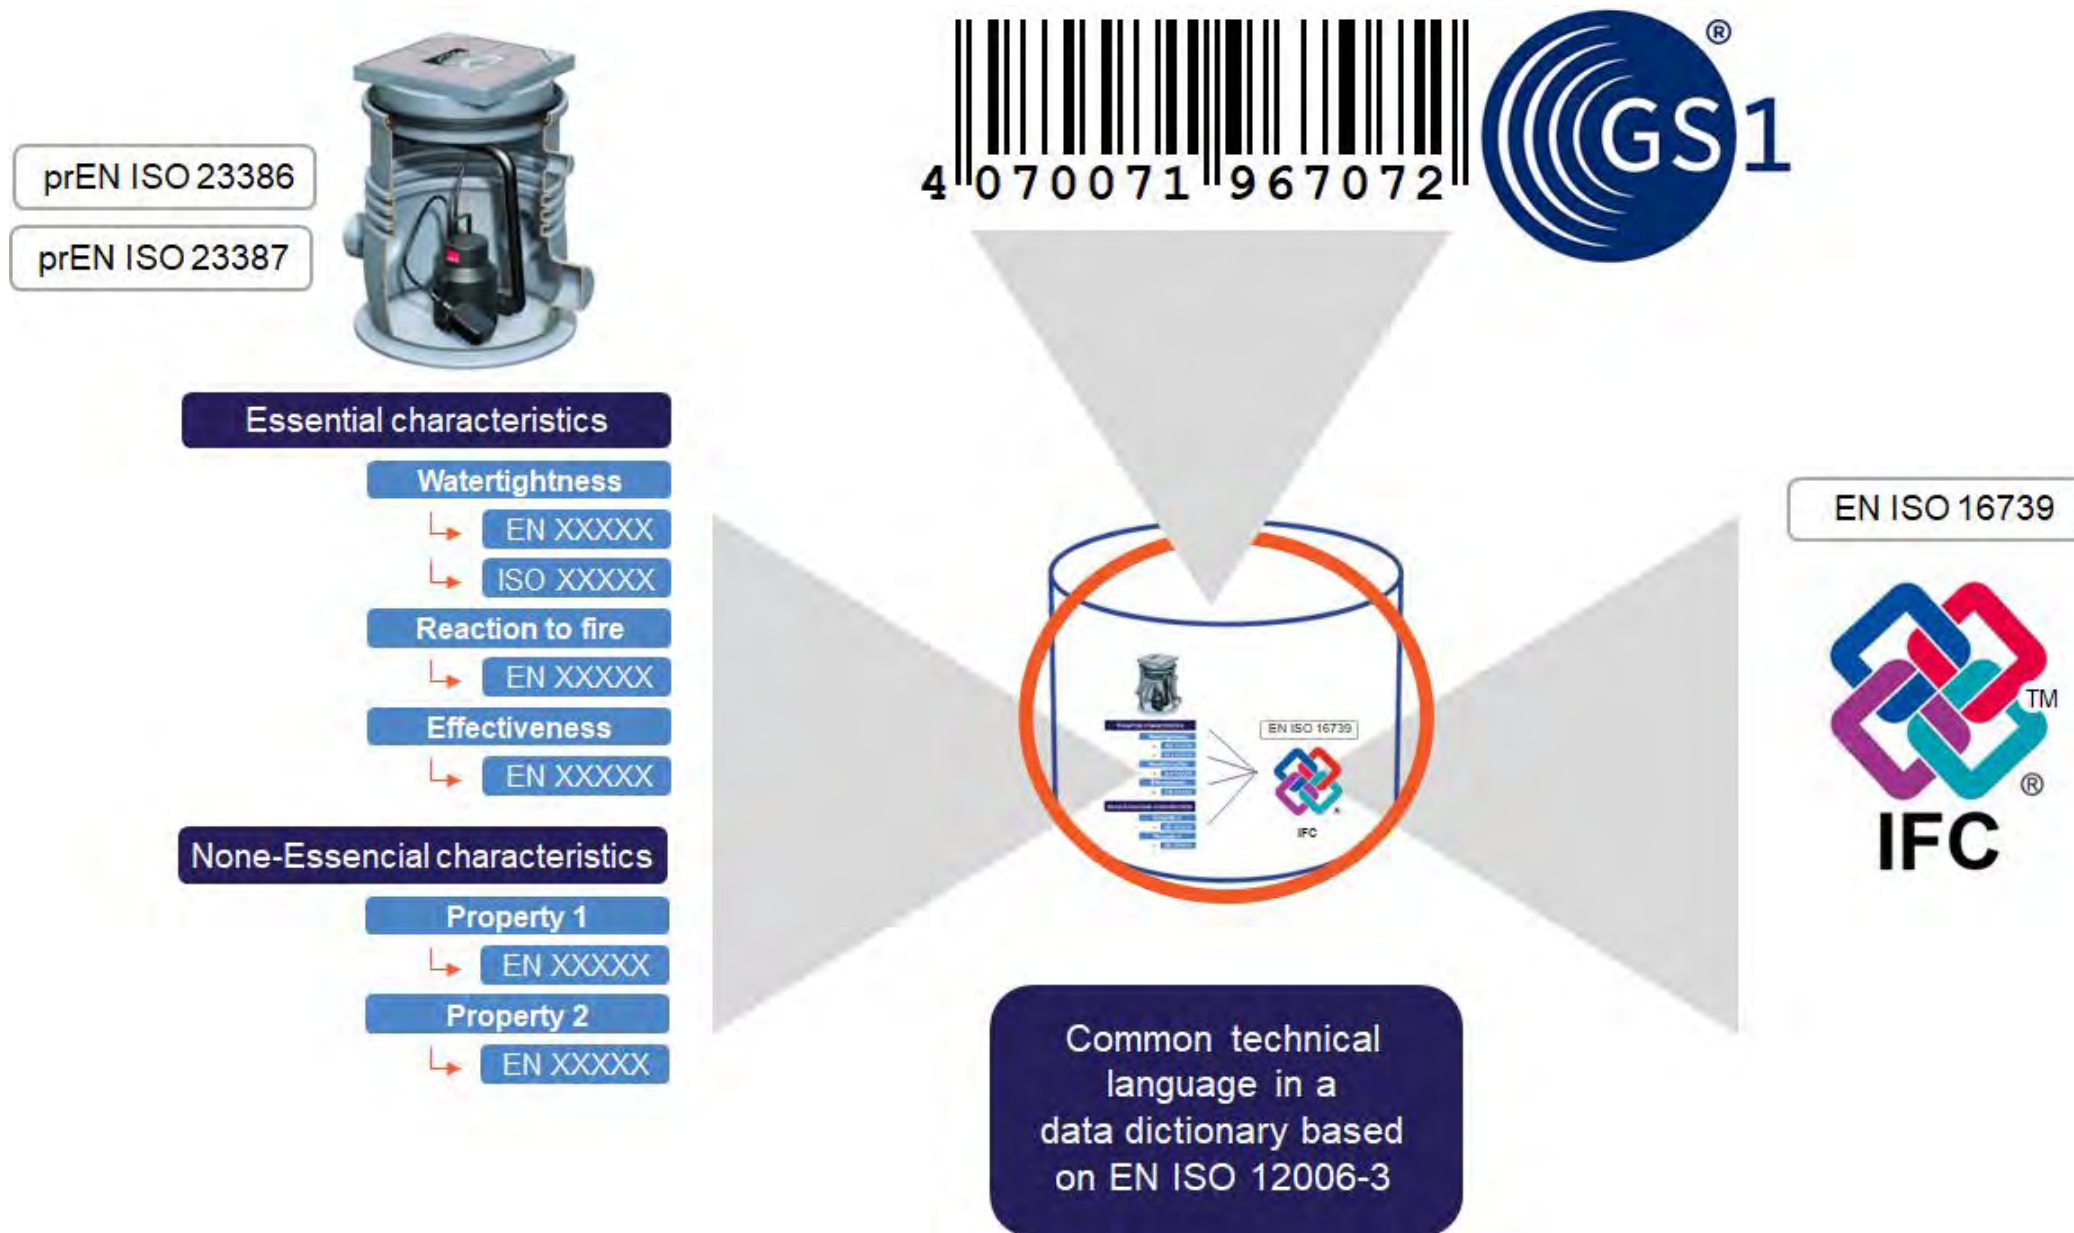 prEN ISO 23386
prEN ISO 23387
4 070071 967072
GS1
®
Essential characteristics
Watertightness
EN XXXXX
ISO XXXXX
Reaction to fire
EN XXXXX
Effectiveness
EN XXXXX
None-Essencial characteristics
Property 1
EN XXXXX
Property 2
EN XXXXX
EN ISO 16739
IFC
EN ISO 16739
TM
®
IFC
Common technical
language in a
data dictionary based
on EN ISO 12006-3